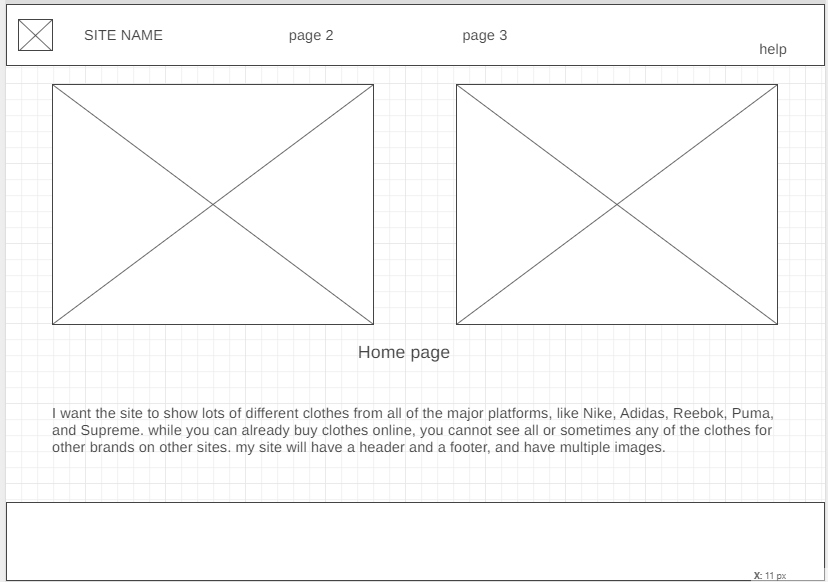 SITE NAME
page 2
page 3
help
Home page
I want the site to show lots of different clothes from all of the major platforms, like Nike, Adidas, Reebok, Puma,
and Supreme. while you can already buy clothes online, you cannot see all or sometimes any of the clothes for
other brands on other sites. my site will have a header and a footer, and have multiple images.
X: 11 px